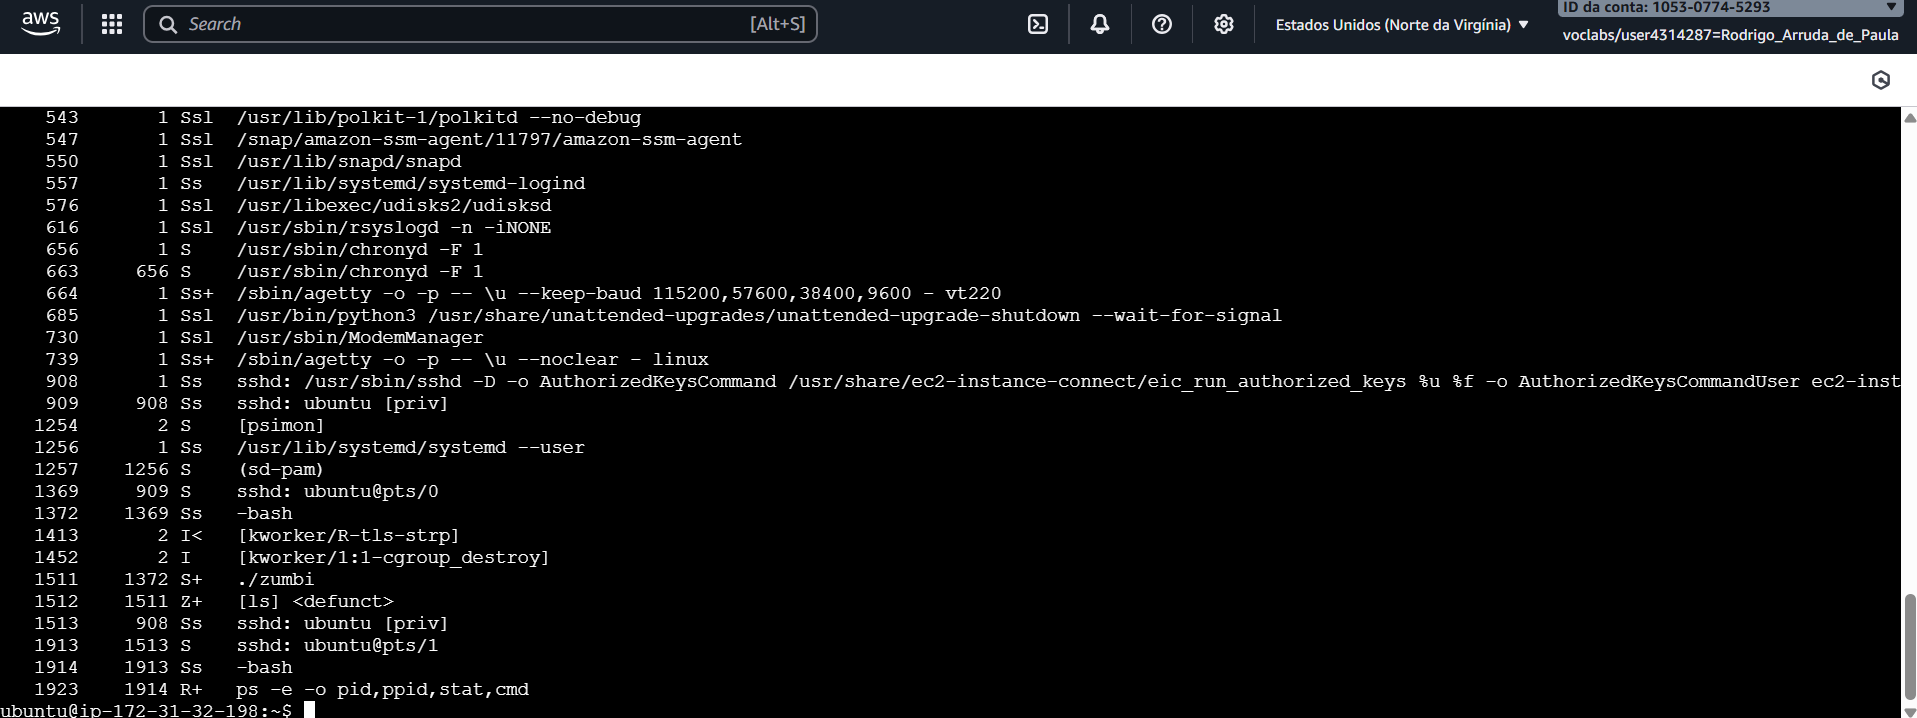 aws
Search [Alt+S]
Estados Unidos (Norte da Virgínia)
ID da conta: 1053-0774-5293
voclabs/user4314287=Rodrigo_Arruda_de_Paula
543 1 Ssl /usr/lib/polkit-1/polkitd --no-debug
547 1 Ssl /snap/amazon-ssm-agent/11797/amazon-ssm-agent
550 1 Ssl /usr/lib/snapd/snapd
557 1 Ss /usr/lib/systemd/systemd-logind
576 1 Ssl /usr/libexec/udisks2/udisksd
616 1 Ssl /usr/sbin/rsyslogd -n -iNONE
656 1 S /usr/sbin/chronyd -F 1
663 656 S /usr/sbin/chronyd -F 1
664 1 Ss+ /sbin/agetty -o -p -- \u --keep-baud 115200,57600,38400,9600 - vt220
685 1 Ssl /usr/bin/python3 /usr/share/unattended-upgrades/unattended-upgrade-shutdown --wait-for-signal
730 1 Ssl /usr/sbin/ModemManager
739 1 Ss+ /sbin/agetty -o -p -- \u --noclear - linux
908 1 Ss sshd: /usr/sbin/sshd -D -o AuthorizedKeysCommand /usr/share/ec2-instance-connect/eic_run_authorized_keys %u %f -o AuthorizedKeysCommandUser ec2-inst
909 908 Ss sshd: ubuntu [priv]
1254 2 S [psimon]
1256 1 Ss /usr/lib/systemd/systemd --user
1257 1256 S (sd-pam)
1369 909 S sshd: ubuntu@pts/0
1372 1369 Ss -bash
1413 2 I< [kworker/R-tls-strp]
1452 2 I [kworker/1:1-cgroup_destroy]
1511 1372 S+ ./zumbi
1512 1511 Z+ [ls] <defunct>
1513 908 Ss sshd: ubuntu [priv]
1913 1513 S sshd: ubuntu@pts/1
1914 1913 Ss -bash
1923 1914 R+ ps -e -o pid,ppid,stat,cmd
ubuntu@ip-172-31-32-198:~$